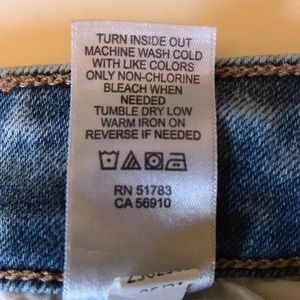 TURN INSIDE OUT
MACHINE WASH COLD
WITH LIKE COLORS
ONLY NON-CHLORINE
BLEACH WHEN
NEEDED
TUMBLE DRY LOW
WARM IRON ON
REVERSE IF NEEDED
RN 51783
CA 56910